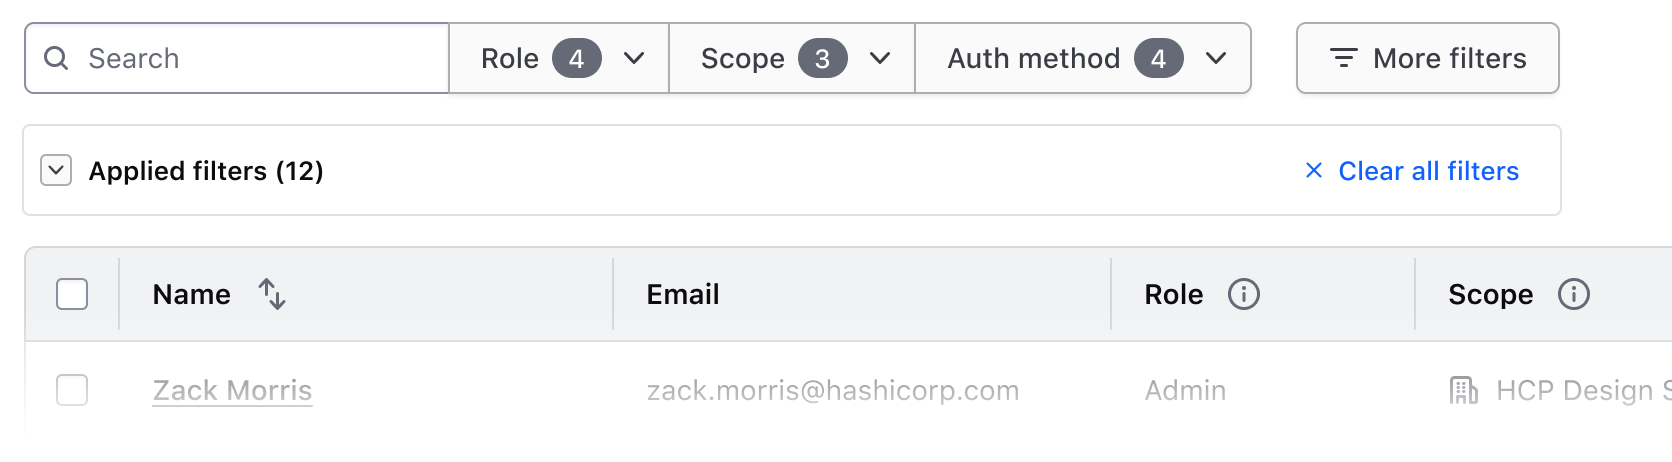 Search Role 4 Scope 3 Auth method 4 More filters
Applied filters (12) Clear all filters
Name Email Role Scope
Zack Morris zack.morris@hashicorp.com Admin HCP Design